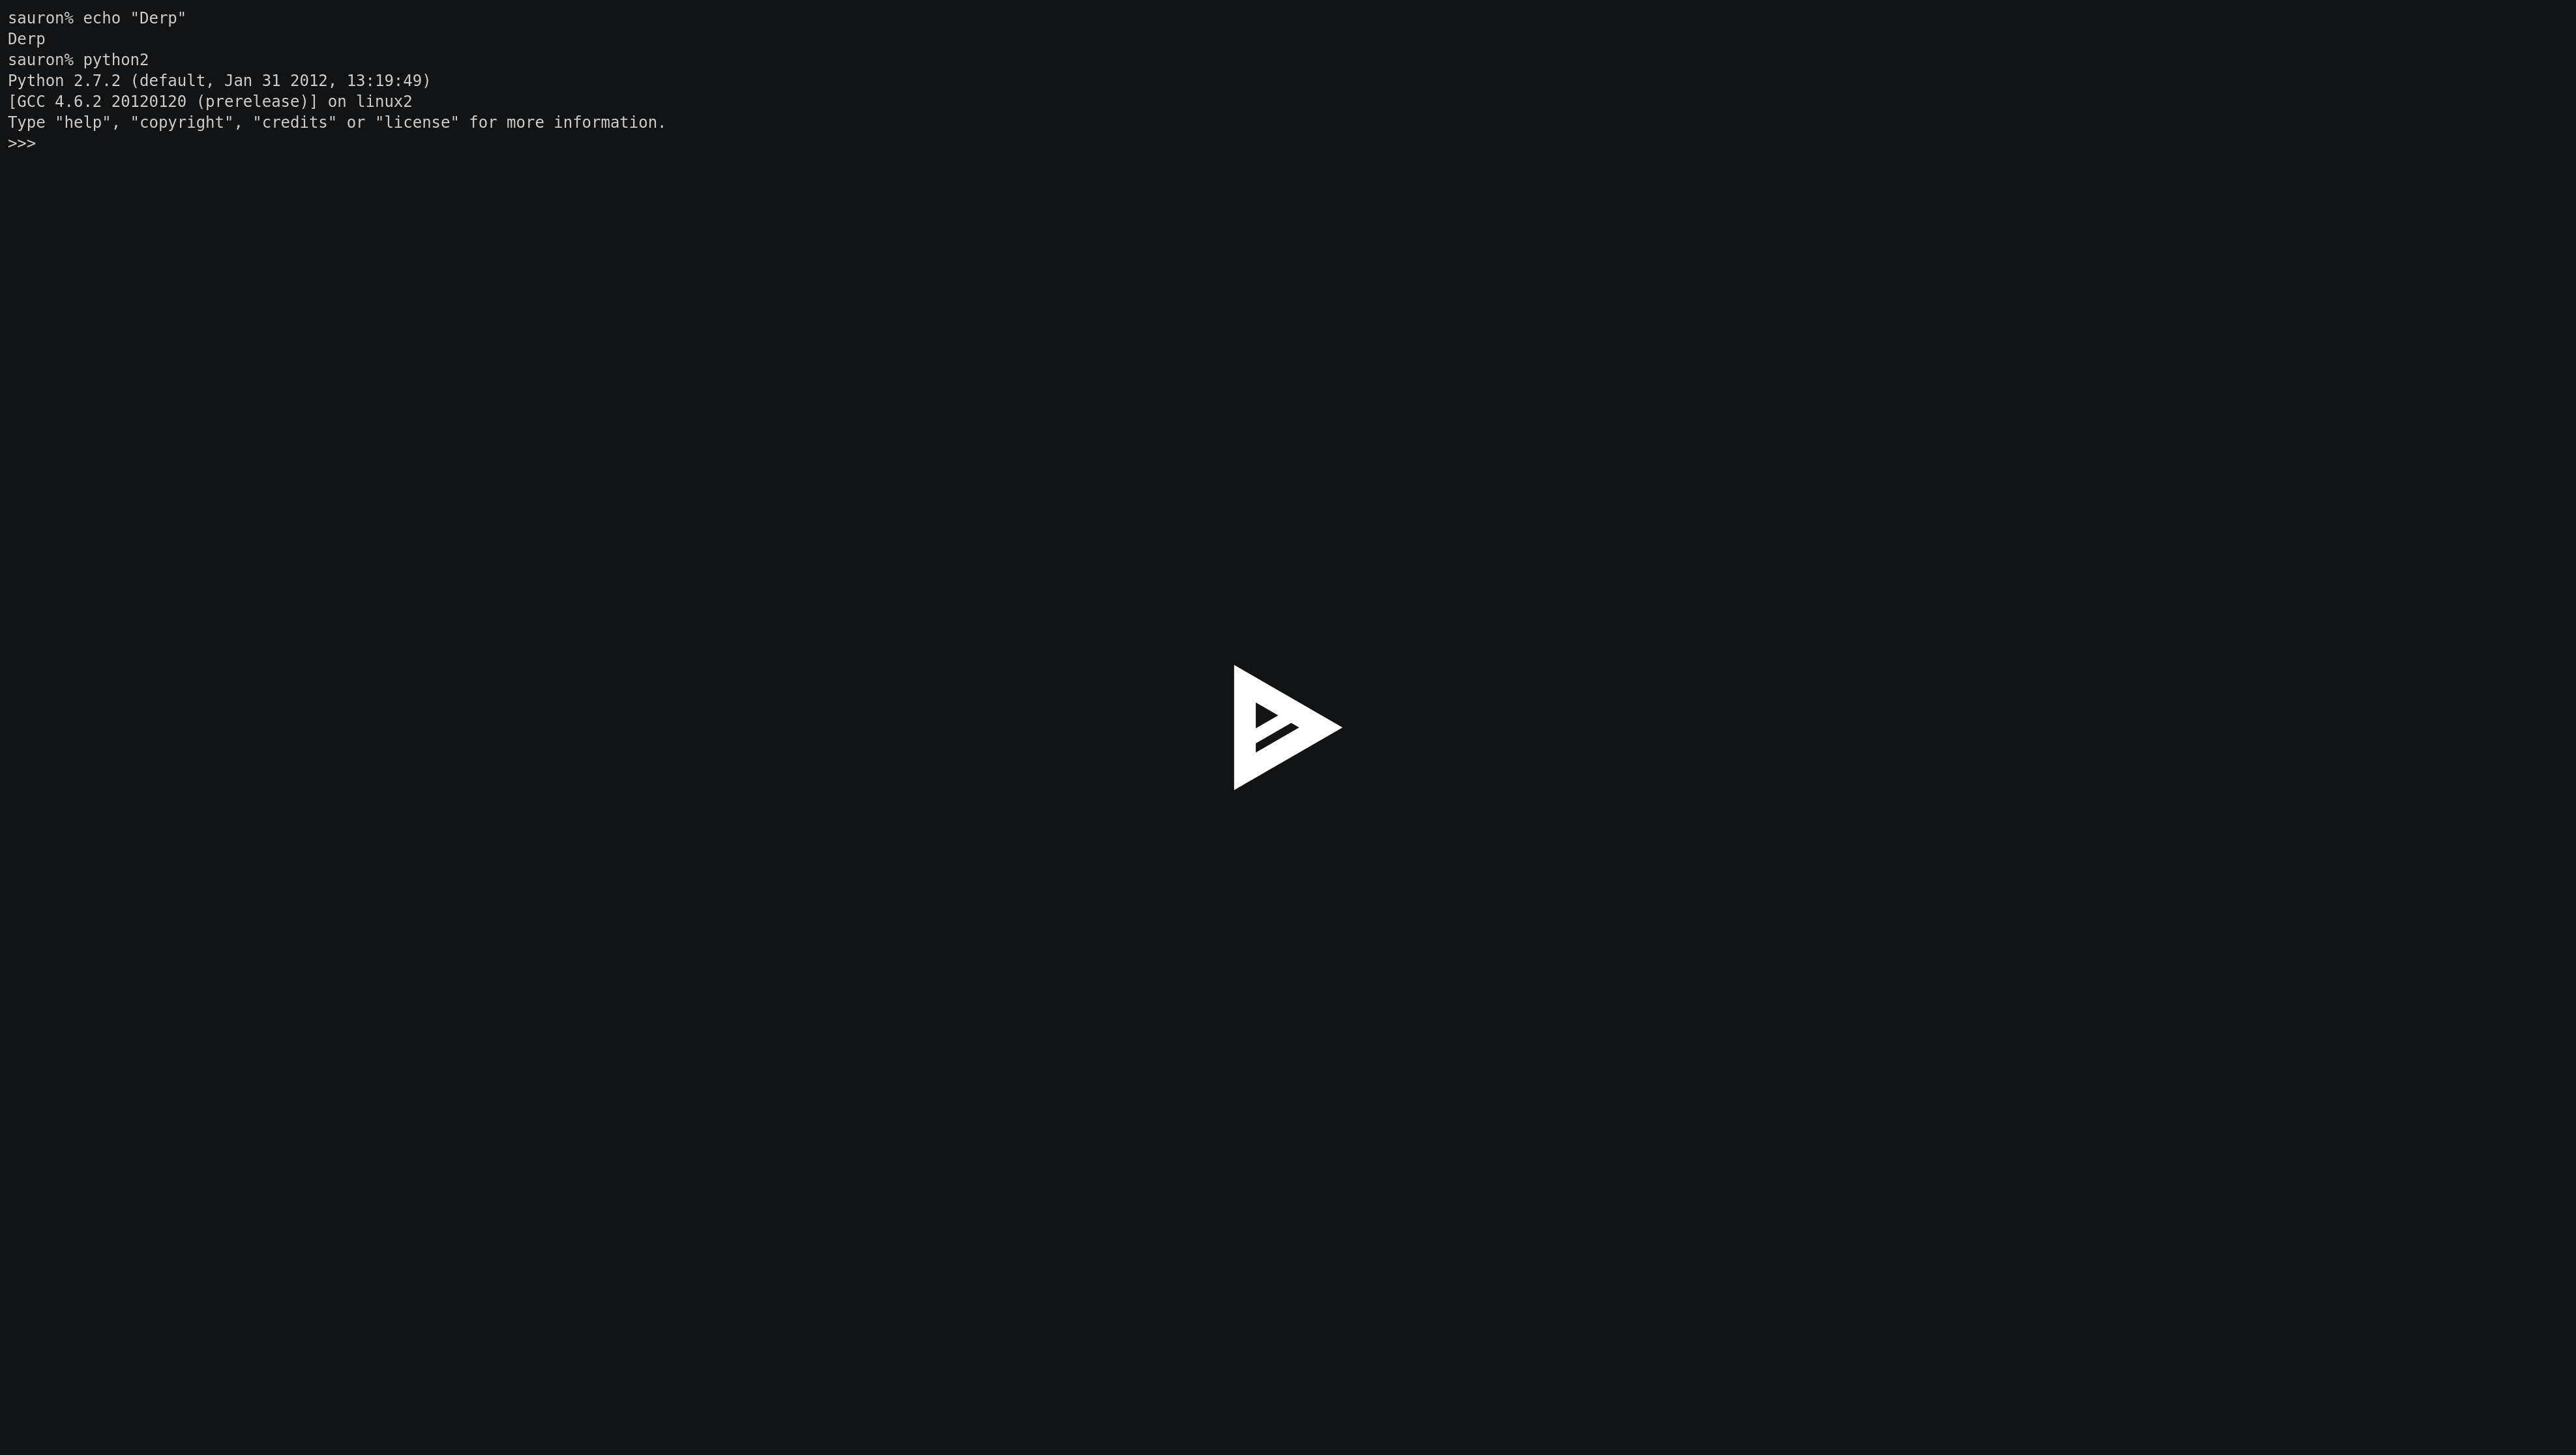 sauron% echo "Derp"
Derp
sauron% python2
Python 2.7.2 (default, Jan 31 2012, 13:19:49)
[GCC 4.6.2 20120120 (prerelease)] on linux2
Type "help", "copyright", "credits" or "license" for more information.
>>>